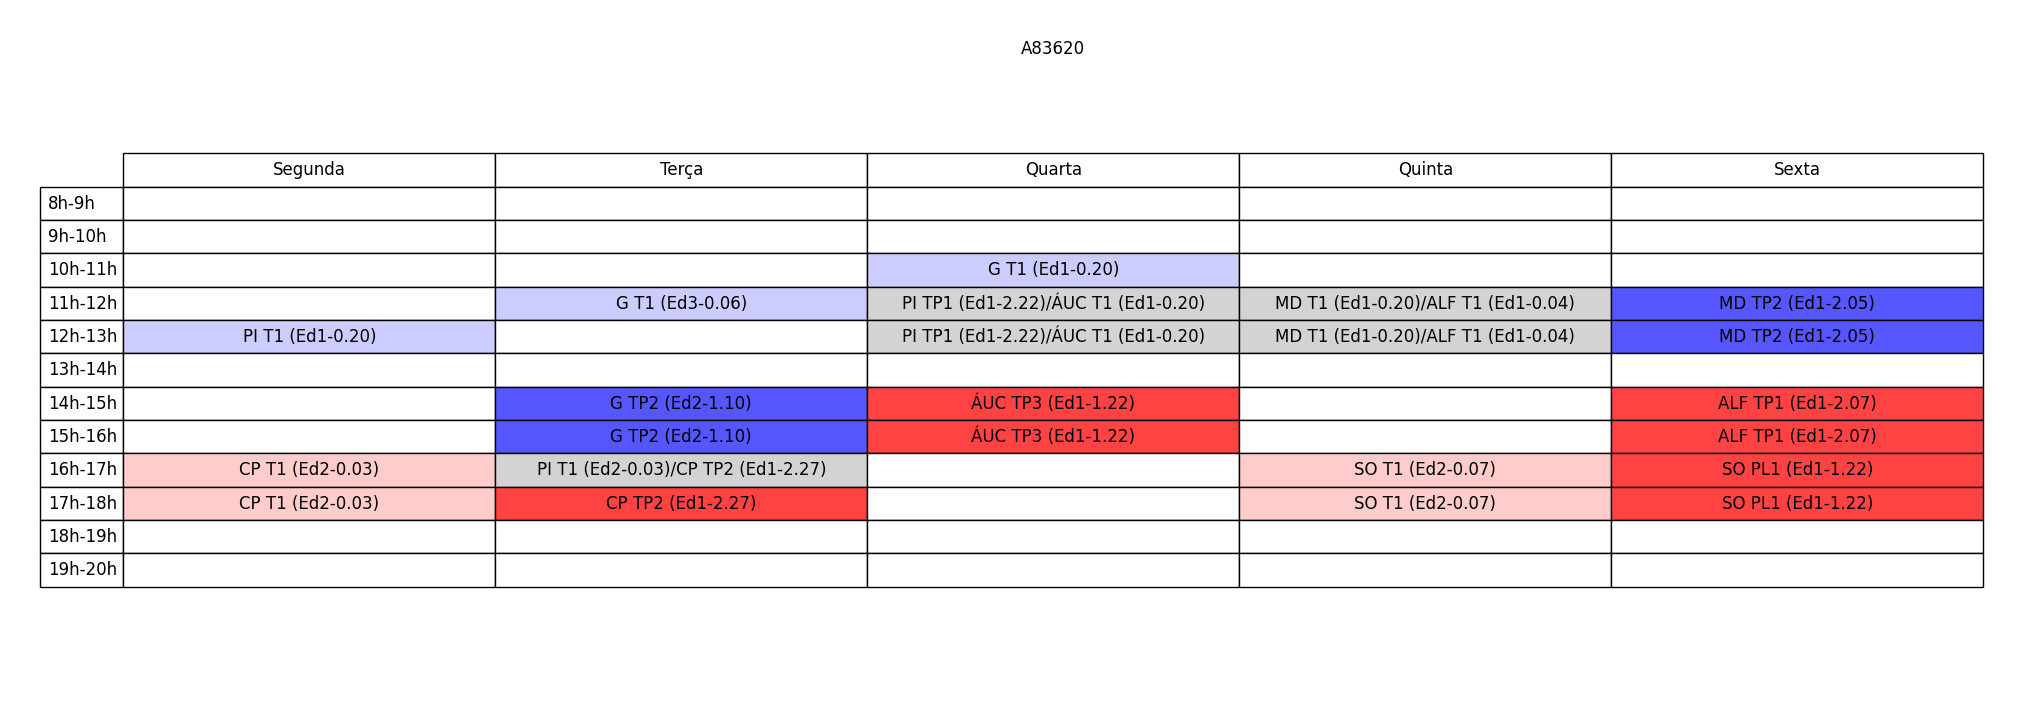 A83620
Segunda Terça Quarta Quinta Sexta
8h-9h
9h-10h
10h-11h G T1 (Ed1-0.20)
11h-12h G T1 (Ed3-0.06) PI TP1 (Ed1-2.22)/ÁUC T1 (Ed1-0.20) MD T1 (Ed1-0.20)/ALF T1 (Ed1-0.04) MD TP2 (Ed1-2.05)
12h-13h PI T1 (Ed1-0.20) PI TP1 (Ed1-2.22)/ÁUC T1 (Ed1-0.20) MD T1 (Ed1-0.20)/ALF T1 (Ed1-0.04) MD TP2 (Ed1-2.05)
13h-14h
14h-15h G TP2 (Ed2-1.10) ÁUC TP3 (Ed1-1.22) ALF TP1 (Ed1-2.07)
15h-16h G TP2 (Ed2-1.10) ÁUC TP3 (Ed1-1.22) ALF TP1 (Ed1-2.07)
16h-17h CP T1 (Ed2-0.03) PI T1 (Ed2-0.03)/CP TP2 (Ed1-2.27) SO T1 (Ed2-0.07) SO PL1 (Ed1-1.22)
17h-18h CP T1 (Ed2-0.03) CP TP2 (Ed1-2.27) SO T1 (Ed2-0.07) SO PL1 (Ed1-1.22)
18h-19h
19h-20h